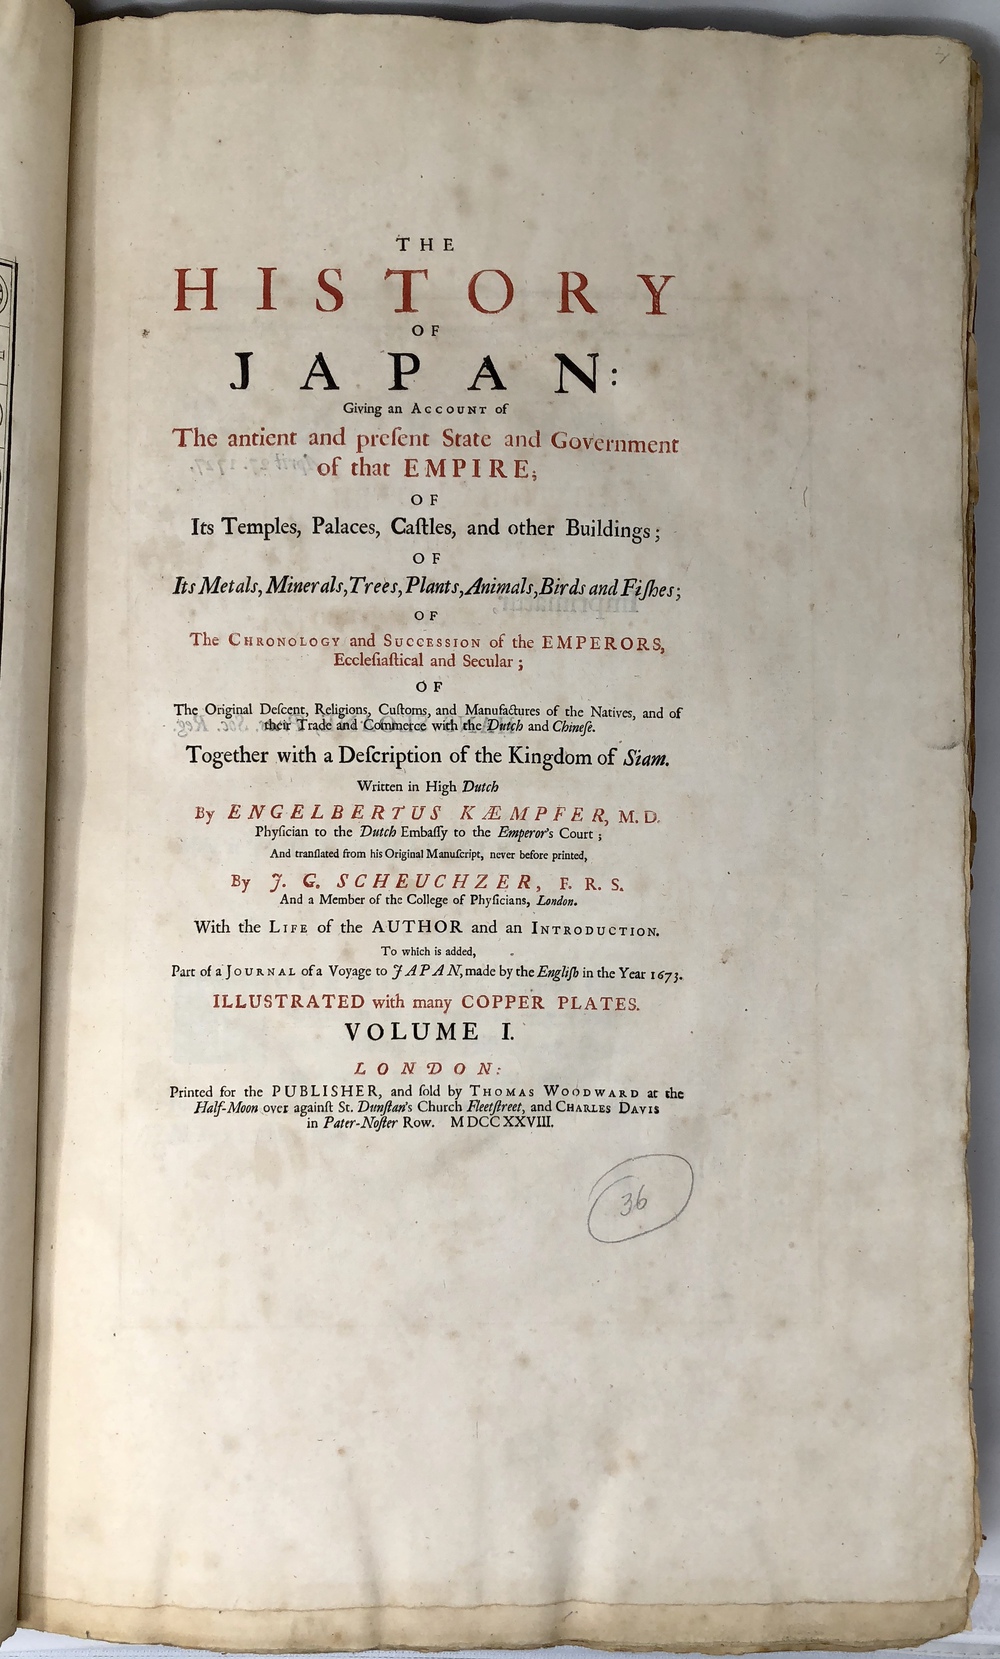 THE
HISTORY
OF
JAPAN:
Giving an ACCOUNT of
The antient and preſent State and Government
of that EMPIRE;
OF
Its Temples, Palaces, Caſtles, and other Buildings;
OF
Its Metals, Minerals, Trees, Plants, Animals, Birds and Fiſhes;
OF
The CHRONOLOGY and SUCCESSION of the EMPERORS,
Eccleſiaſtical and Secular;
OF
The Original Deſcent, Religions, Cuſtoms, and Manufactures of the Natives, and of
their Trade and Commerce with the Dutch and Chineſe.
Together with a Deſcription of the Kingdom of Siam.
Written in High Dutch
By ENGELBERTUS KÆMPFER, M. D.
Phyſician to the Dutch Embaſſy to the Emperor's Court;
And tranſlated from his Original Manuſcript, never before printed,
By J. G. SCHEUCHZER, F. R. S.
And a Member of the College of Phyſicians, London.
With the LIFE of the AUTHOR and an INTRODUCTION.
To which is added,
Part of a JOURNAL of a Voyage to JAPAN, made by the Engliſh in the Year 1673.
ILLUSTRATED with many COPPER PLATES.
VOLUME I.
LONDON:
Printed for the PUBLISHER, and ſold by THOMAS WOODWARD at the
Half-Moon over againſt St. Dunſtan's Church Fleetſtreet, and CHARLES DAVIS
in Pater-Noſter Row. MDCCXXVIII.
36